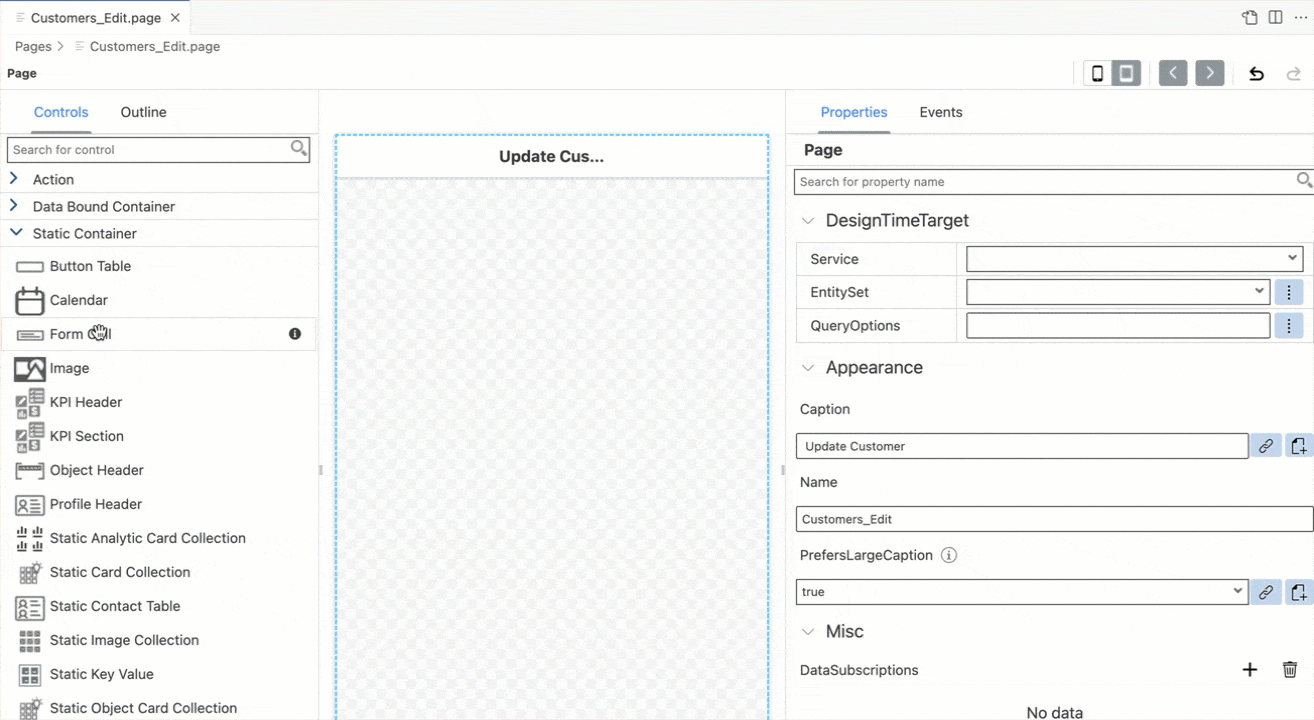 Customers_Edit.page
Pages > Customers_Edit.page
Page
Controls Outline
Search for control
Action
Data Bound Container
Static Container
Button Table
Calendar
Form
Image
KPI Header
KPI Section
Object Header
Profile Header
Static Analytic Card Collection
Static Card Collection
Static Contact Table
Static Image Collection
Static Key Value
Static Object Card Collection
Update Cus...
Properties Events
Page
Search for property name
DesignTimeTarget
Service
EntitySet
QueryOptions
Appearance
Caption
Update Customer
Name
Customers_Edit
PrefersLargeCaption
true
Misc
DataSubscriptions
No data